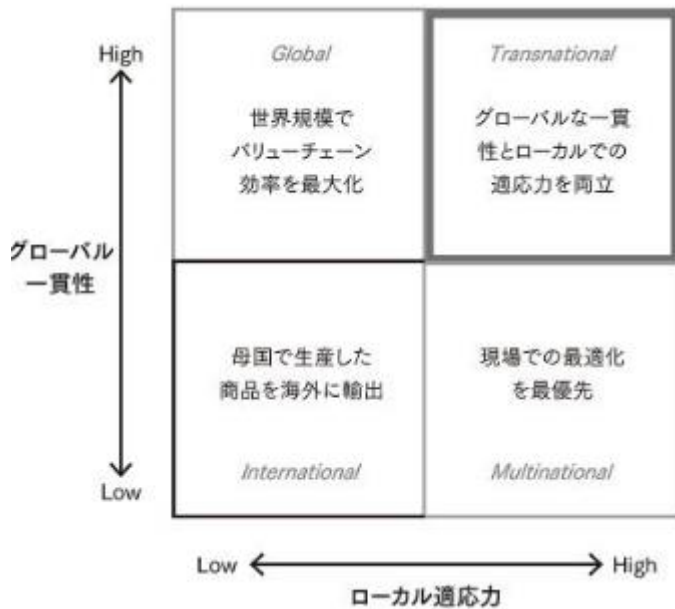 High
Global
世界規模で
バリューチェーン
効率を最大化
Transnational
グローバルな一貫
性とローカルでの
適応力を両立
グローバル
一貫性
母国で生産した
商品を海外に輸出
International
現場での最適化
を最優先
Multinational
Low
Low
High
ローカル適応力